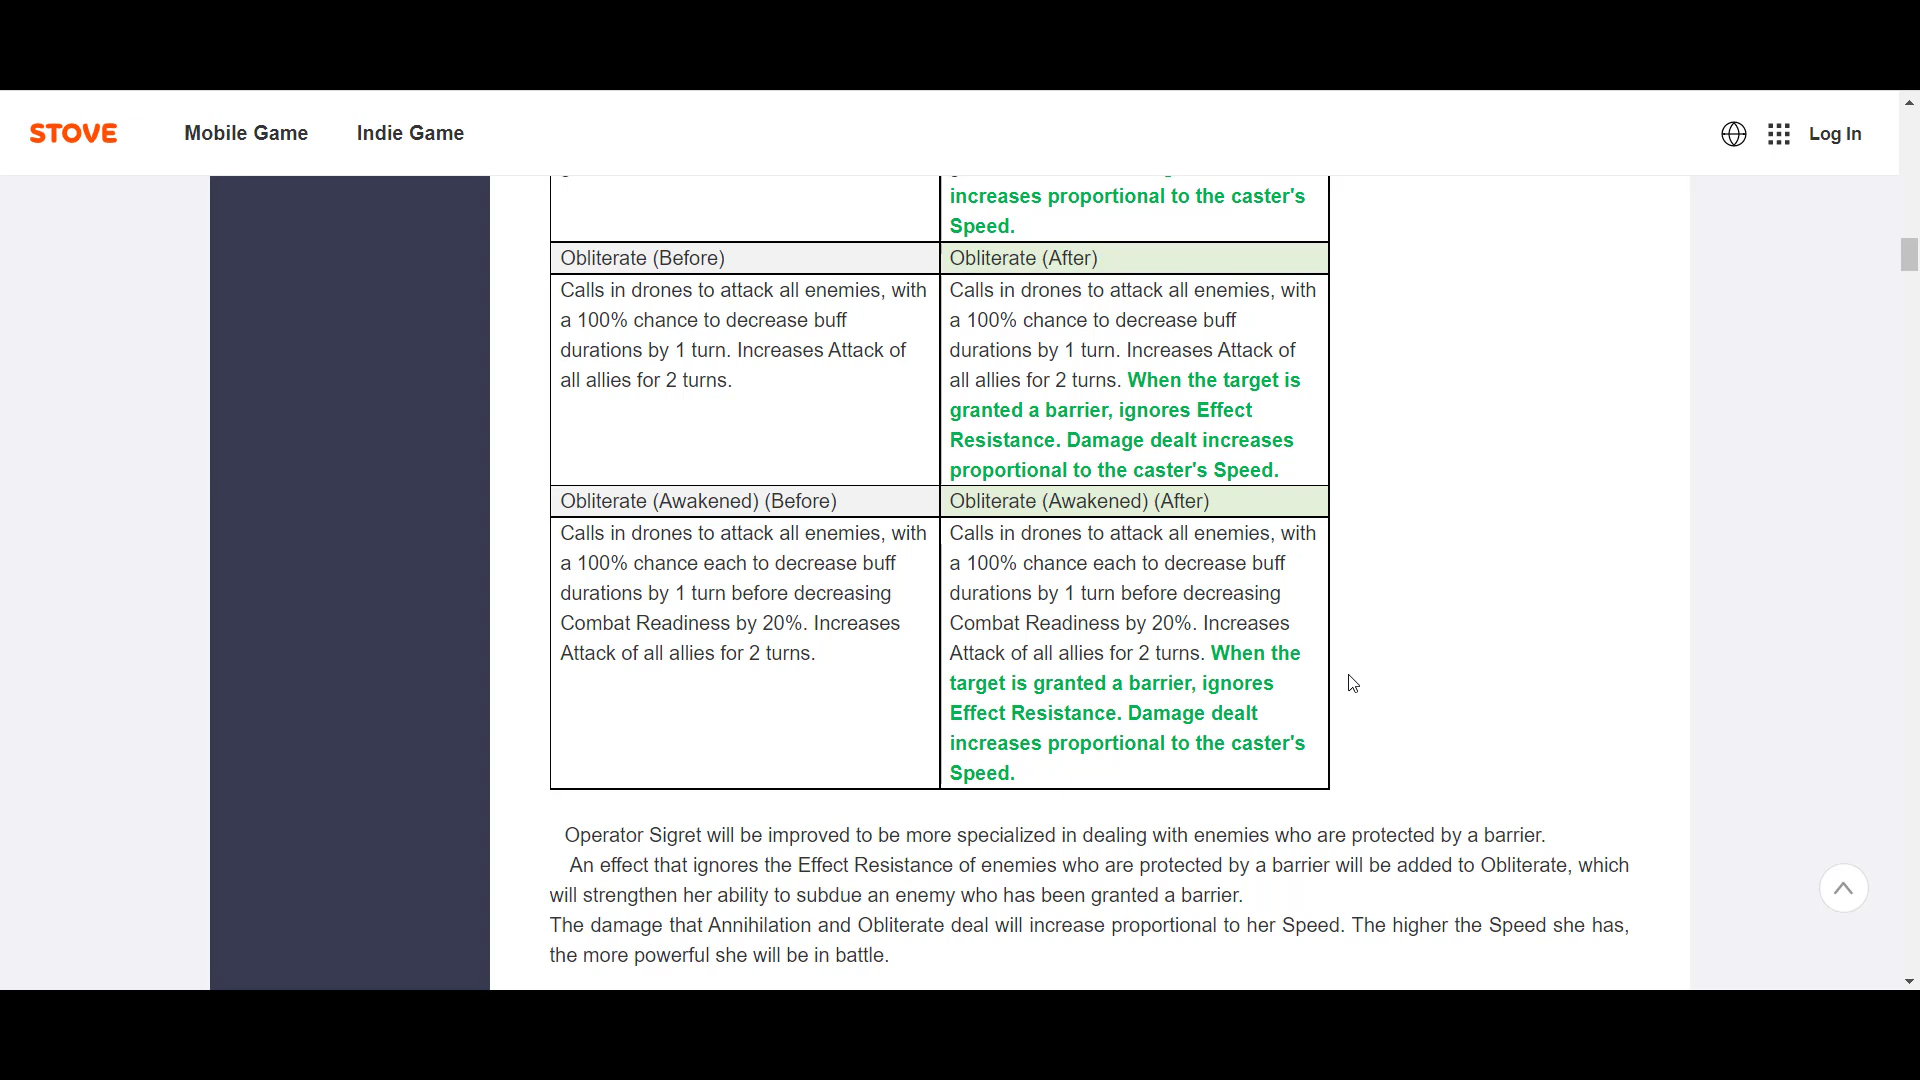 STOVE Mobile Game Indie Game Log In
increases proportional to the caster's
Speed.
Obliterate (Before)
Obliterate (After)
Calls in drones to attack all enemies, with
a 100% chance to decrease buff
durations by 1 turn. Increases Attack of
all allies for 2 turns.
Calls in drones to attack all enemies, with
a 100% chance to decrease buff
durations by 1 turn. Increases Attack of
all allies for 2 turns. When the target is
granted a barrier, ignores Effect
Resistance. Damage dealt increases
proportional to the caster's Speed.
Obliterate (Awakened) (Before)
Obliterate (Awakened) (After)
Calls in drones to attack all enemies, with
a 100% chance each to decrease buff
durations by 1 turn before decreasing
Combat Readiness by 20%. Increases
Attack of all allies for 2 turns.
Calls in drones to attack all enemies, with
a 100% chance each to decrease buff
durations by 1 turn before decreasing
Combat Readiness by 20%. Increases
Attack of all allies for 2 turns. When the
target is granted a barrier, ignores
Effect Resistance. Damage dealt
increases proportional to the caster's
Speed.
Operator Sigret will be improved to be more specialized in dealing with enemies who are protected by a barrier.
An effect that ignores the Effect Resistance of enemies who are protected by a barrier will be added to Obliterate, which
will strengthen her ability to subdue an enemy who has been granted a barrier.
The damage that Annihilation and Obliterate deal will increase proportional to her Speed. The higher the Speed she has,
the more powerful she will be in battle.